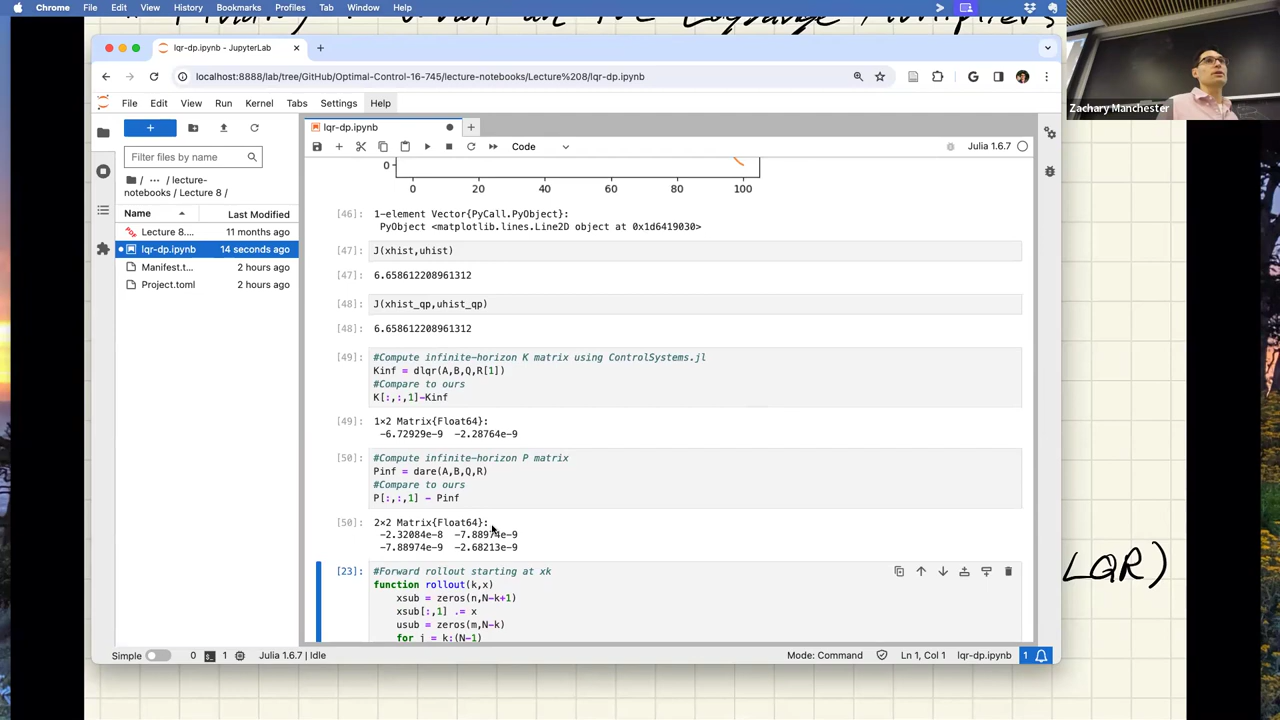 Chrome File Edit View History Bookmarks Profiles Tab Window Help
Lagrange Multipliers
Zachary Manchester
lqr-dp.ipynb - JupyterLab
localhost:8888/lab/tree/GitHub/Optimal-Control-16-745/lecture-notebooks/Lecture%208/lqr-dp.ipynb
File Edit View Run Kernel Tabs Settings Help
lqr-dp.ipynb
Filter files by name
Code
Julia 1.6.7
/ ··· / lecture-
notebooks / Lecture 8 /
Name Last Modified
Lecture 8.... 11 months ago
lqr-dp.ipynb 14 seconds ago
Manifest.t... 2 hours ago
Project.toml 2 hours ago
0
0 20 40 60 80 100
[46]: 1-element Vector{PyCall.PyObject}:
PyObject <matplotlib.lines.Line2D object at 0x1d6419030>
[47]: J(xhist,uhist)
[47]: 6.658612208961312
[48]: J(xhist_qp,uhist_qp)
[48]: 6.658612208961312
[49]: #Compute infinite-horizon K matrix using ControlSystems.jl
Kinf = dlqr(A,B,Q,R[1])
#Compare to ours
K[:,:,1]-Kinf
[49]: 1×2 Matrix{Float64}:
-6.72929e-9 -2.28764e-9
[50]: #Compute infinite-horizon P matrix
Pinf = dare(A,B,Q,R)
#Compare to ours
P[:,:,1] - Pinf
[50]: 2×2 Matrix{Float64}:
-2.32084e-8 -7.88974e-9
-7.88974e-9 -2.68213e-9
[23]: #Forward rollout starting at xk
function rollout(k,x)
xsub = zeros(n,N-k+1)
xsub[:,1] .= x
usub = zeros(m,N-k)
for j = k:(N-1)
LQR)
Simple 0 1 Julia 1.6.7 | Idle Mode: Command Ln 1, Col 1 lqr-dp.ipynb 1